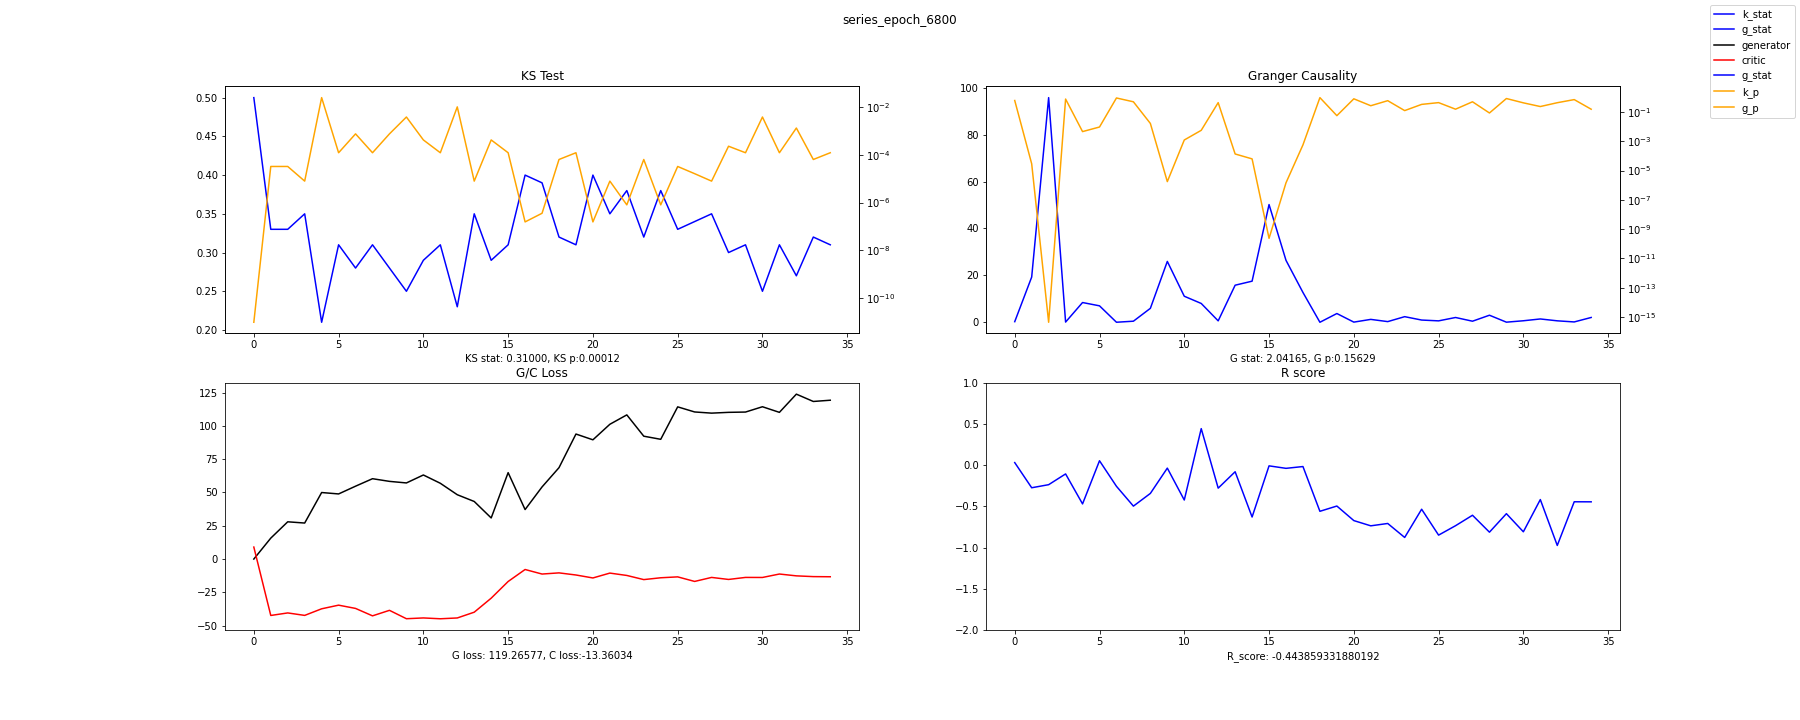 series_epoch_6800
k_stat
g_stat
generator
critic
g_stat
k_p
g_p
KS Test
0.50
0.45
0.40
0.35
0.30
0.25
0.20
10⁻²
10⁻⁴
10⁻⁶
10⁻⁸
10⁻¹⁰
0 5 10 15 20 25 30 35
KS stat: 0.31000, KS p:0.00012
Granger Causality
100
80
60
40
20
0
10⁻¹
10⁻³
10⁻⁵
10⁻⁷
10⁻⁹
10⁻¹¹
10⁻¹³
10⁻¹⁵
0 5 10 15 20 25 30 35
G stat: 2.04165, G p:0.15629
G/C Loss
125
100
75
50
25
0
−25
−50
0 5 10 15 20 25 30 35
G loss: 119.26577, C loss:-13.36034
R score
1.0
0.5
0.0
−0.5
−1.0
−1.5
−2.0
0 5 10 15 20 25 30 35
R_score: -0.443859331880192